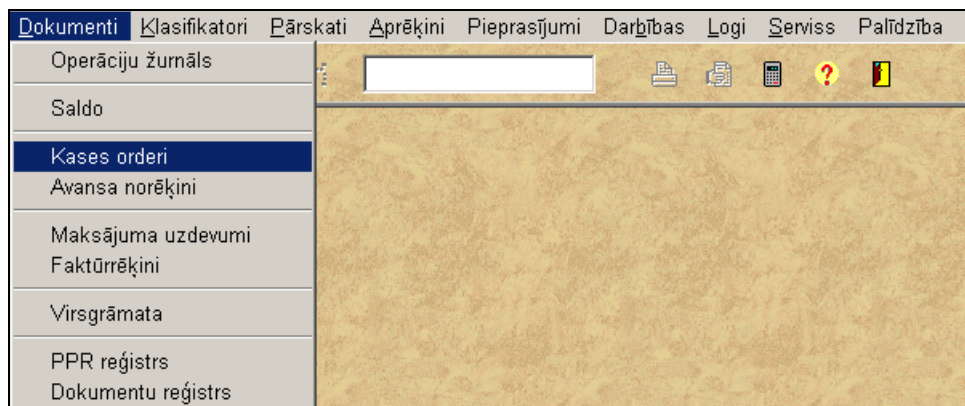 Dokumenti Klasifikatori Pārskati Aprēķini Pieprasījumi Darbības Logi Serviss Palīdzība
Operāciju žurnāls
?
Saldo
Kases orderi
Avansa norēķini
Maksājuma uzdevumi
Faktūrrēķini
Virsgrāmata
PPR reģistrs
Dokumentu reģistrs